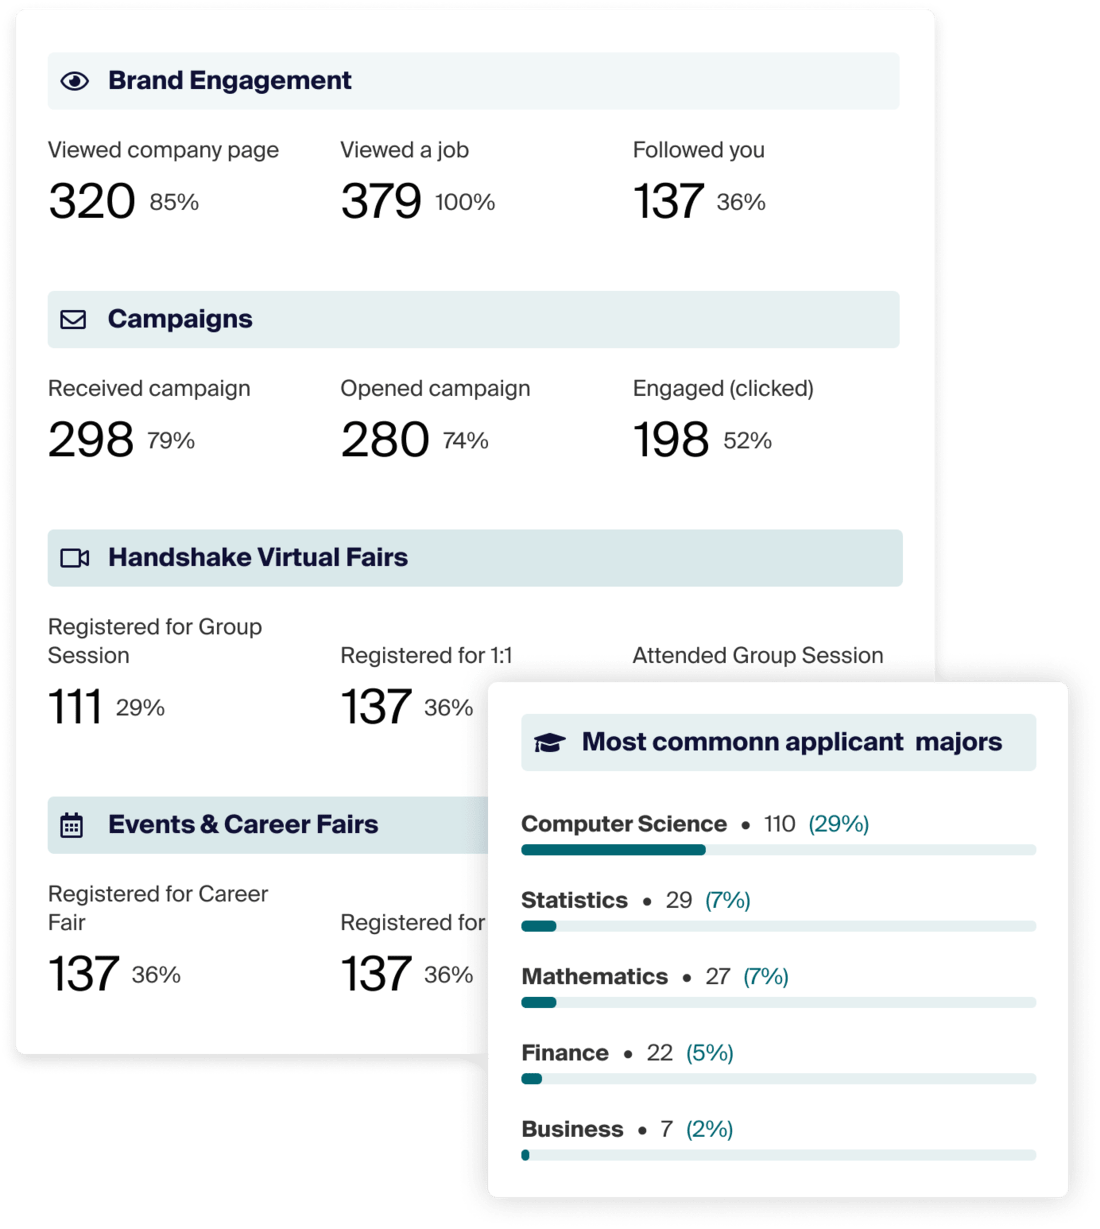 Brand Engagement
Viewed company page
Viewed a job
Followed you
320 85%
379 100%
137 36%
Campaigns
Received campaign
Opened campaign
Engaged (clicked)
298 79%
280 74%
198 52%
Handshake Virtual Fairs
Registered for Group
Session
Registered for 1:1
Attended Group Session
111 29%
137 36%
Events & Career Fairs
Registered for Career
Fair
Registered for
137 36%
137 36%
Most commonn applicant majors
Computer Science • 110 (29%)
Statistics • 29 (7%)
Mathematics • 27 (7%)
Finance • 22 (5%)
Business • 7 (2%)